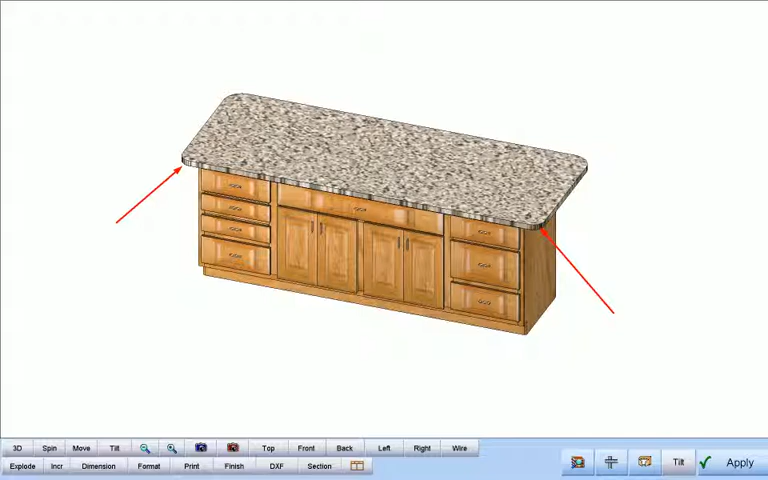 3D Spin Move Tilt Top Front Back Left Right Wire
Explode Incr Dimension Format Print Finish DXF Section Tilt Apply